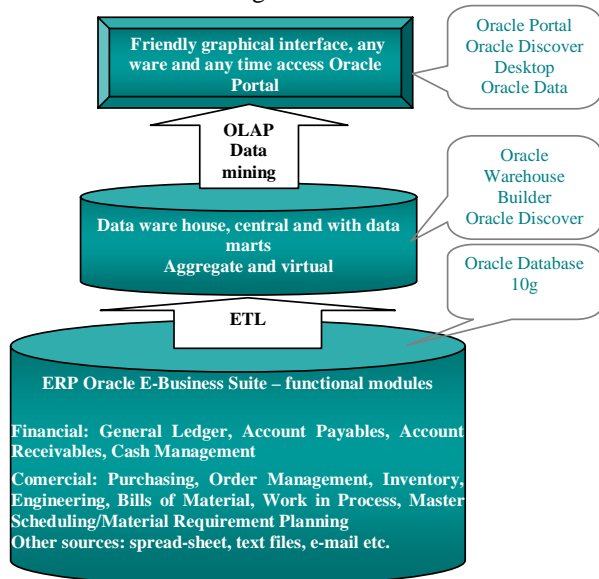 Friendly graphical interface, any
ware and any time access Oracle
Portal
Oracle Portal
Oracle Discover
Desktop
Oracle Data
OLAP
Data
mining
Oracle
Warehouse
Builder
Oracle Discover
Data ware house, central and with data
marts
Aggregate and virtual
Oracle Database
10g
ETL
ERP Oracle E-Business Suite – functional modules
Financial: General Ledger, Account Payables, Account
Receivables, Cash Management
Comercial: Purchasing, Order Management, Inventory,
Engineering, Bills of Material, Work in Process, Master
Scheduling/Material Requirement Planning
Other sources: spread-sheet, text files, e-mail etc.